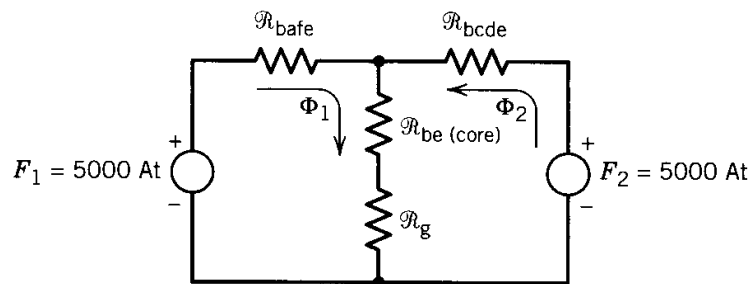 ℛbafe
ℛbcde
Φ1
Φ2
ℛbe (core)
+
F1 = 5000 At
−
+
F2 = 5000 At
−
ℛg